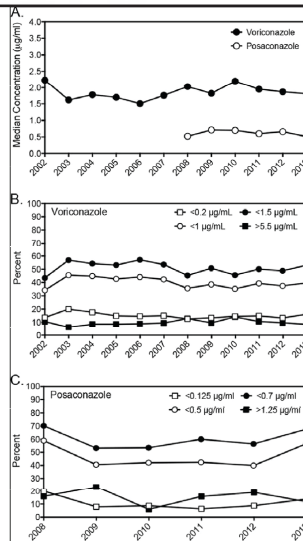 A.
Voriconazole
Posaconazole
Median Concentration (µg/ml)
4.0
3.5
3.0
2.5
2.0
1.5
1.0
0.5
0.0
2002 2003 2004 2005 2006 2007 2008 2009 2010 2011 2012
B.
Voriconazole
<0.2 µg/mL <1.5 µg/mL
<1 µg/mL >5.5 µg/mL
Percent
100
90
80
70
60
50
40
30
20
10
0
2002 2003 2004 2005 2006 2007 2008 2009 2010 2011 2012
C.
Posaconazole
<0.125 µg/ml <0.7 µg/ml
<0.5 µg/ml >1.25 µg/ml
Percent
100
90
80
70
60
50
40
30
20
10
0
2008 2009 2010 2011 2012